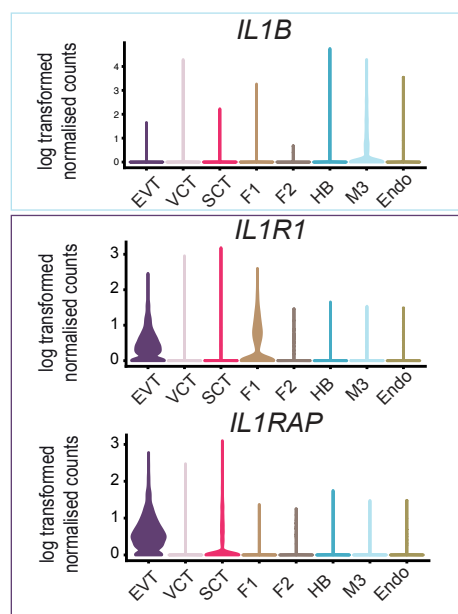 IL1B
log transformed
normalised counts
4
3
2
1
0
EVT VCT SCT F1 F2 HB M3 Endo
IL1R1
log transformed
normalised counts
3
2
1
0
EVT VCT SCT F1 F2 HB M3 Endo
IL1RAP
log transformed
normalised counts
3
2
1
0
EVT VCT SCT F1 F2 HB M3 Endo